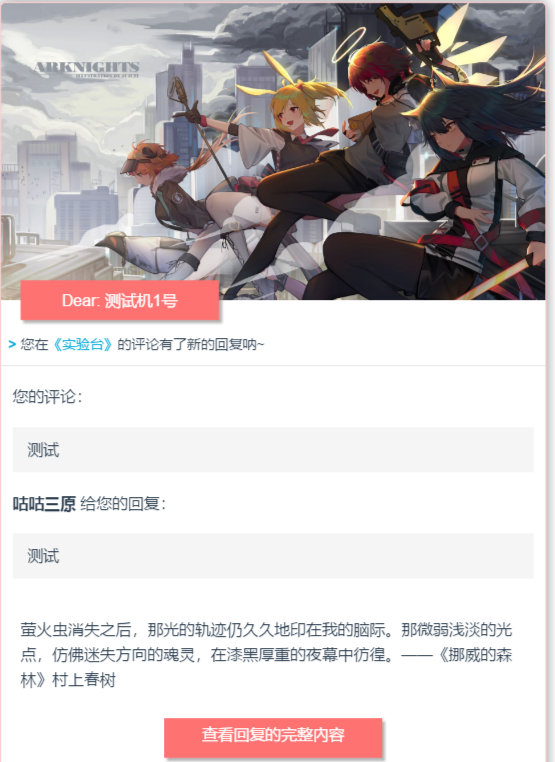 ARKNIGHTS
Dear: 测试机1号
> 您在《实验台》的评论有了新的回复呐~
您的评论：
测试
咕咕三原 给您的回复：
测试
萤火虫消失之后，那光的轨迹仍久久地印在我的脑际。那微弱浅淡的光
点，仿佛迷失方向的魂灵，在漆黑厚重的夜幕中彷徨。——《挪威的森
林》村上春树
查看回复的完整内容